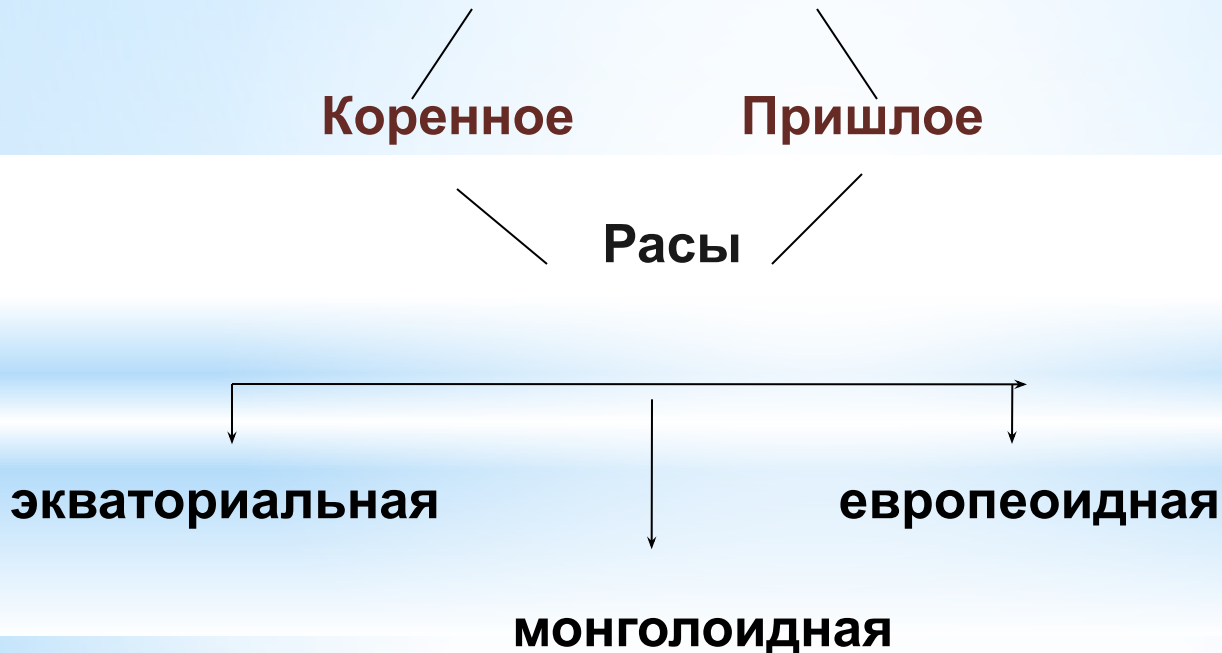 Коренное Пришлое
Расы
экваториальная европеоидная
монголоидная